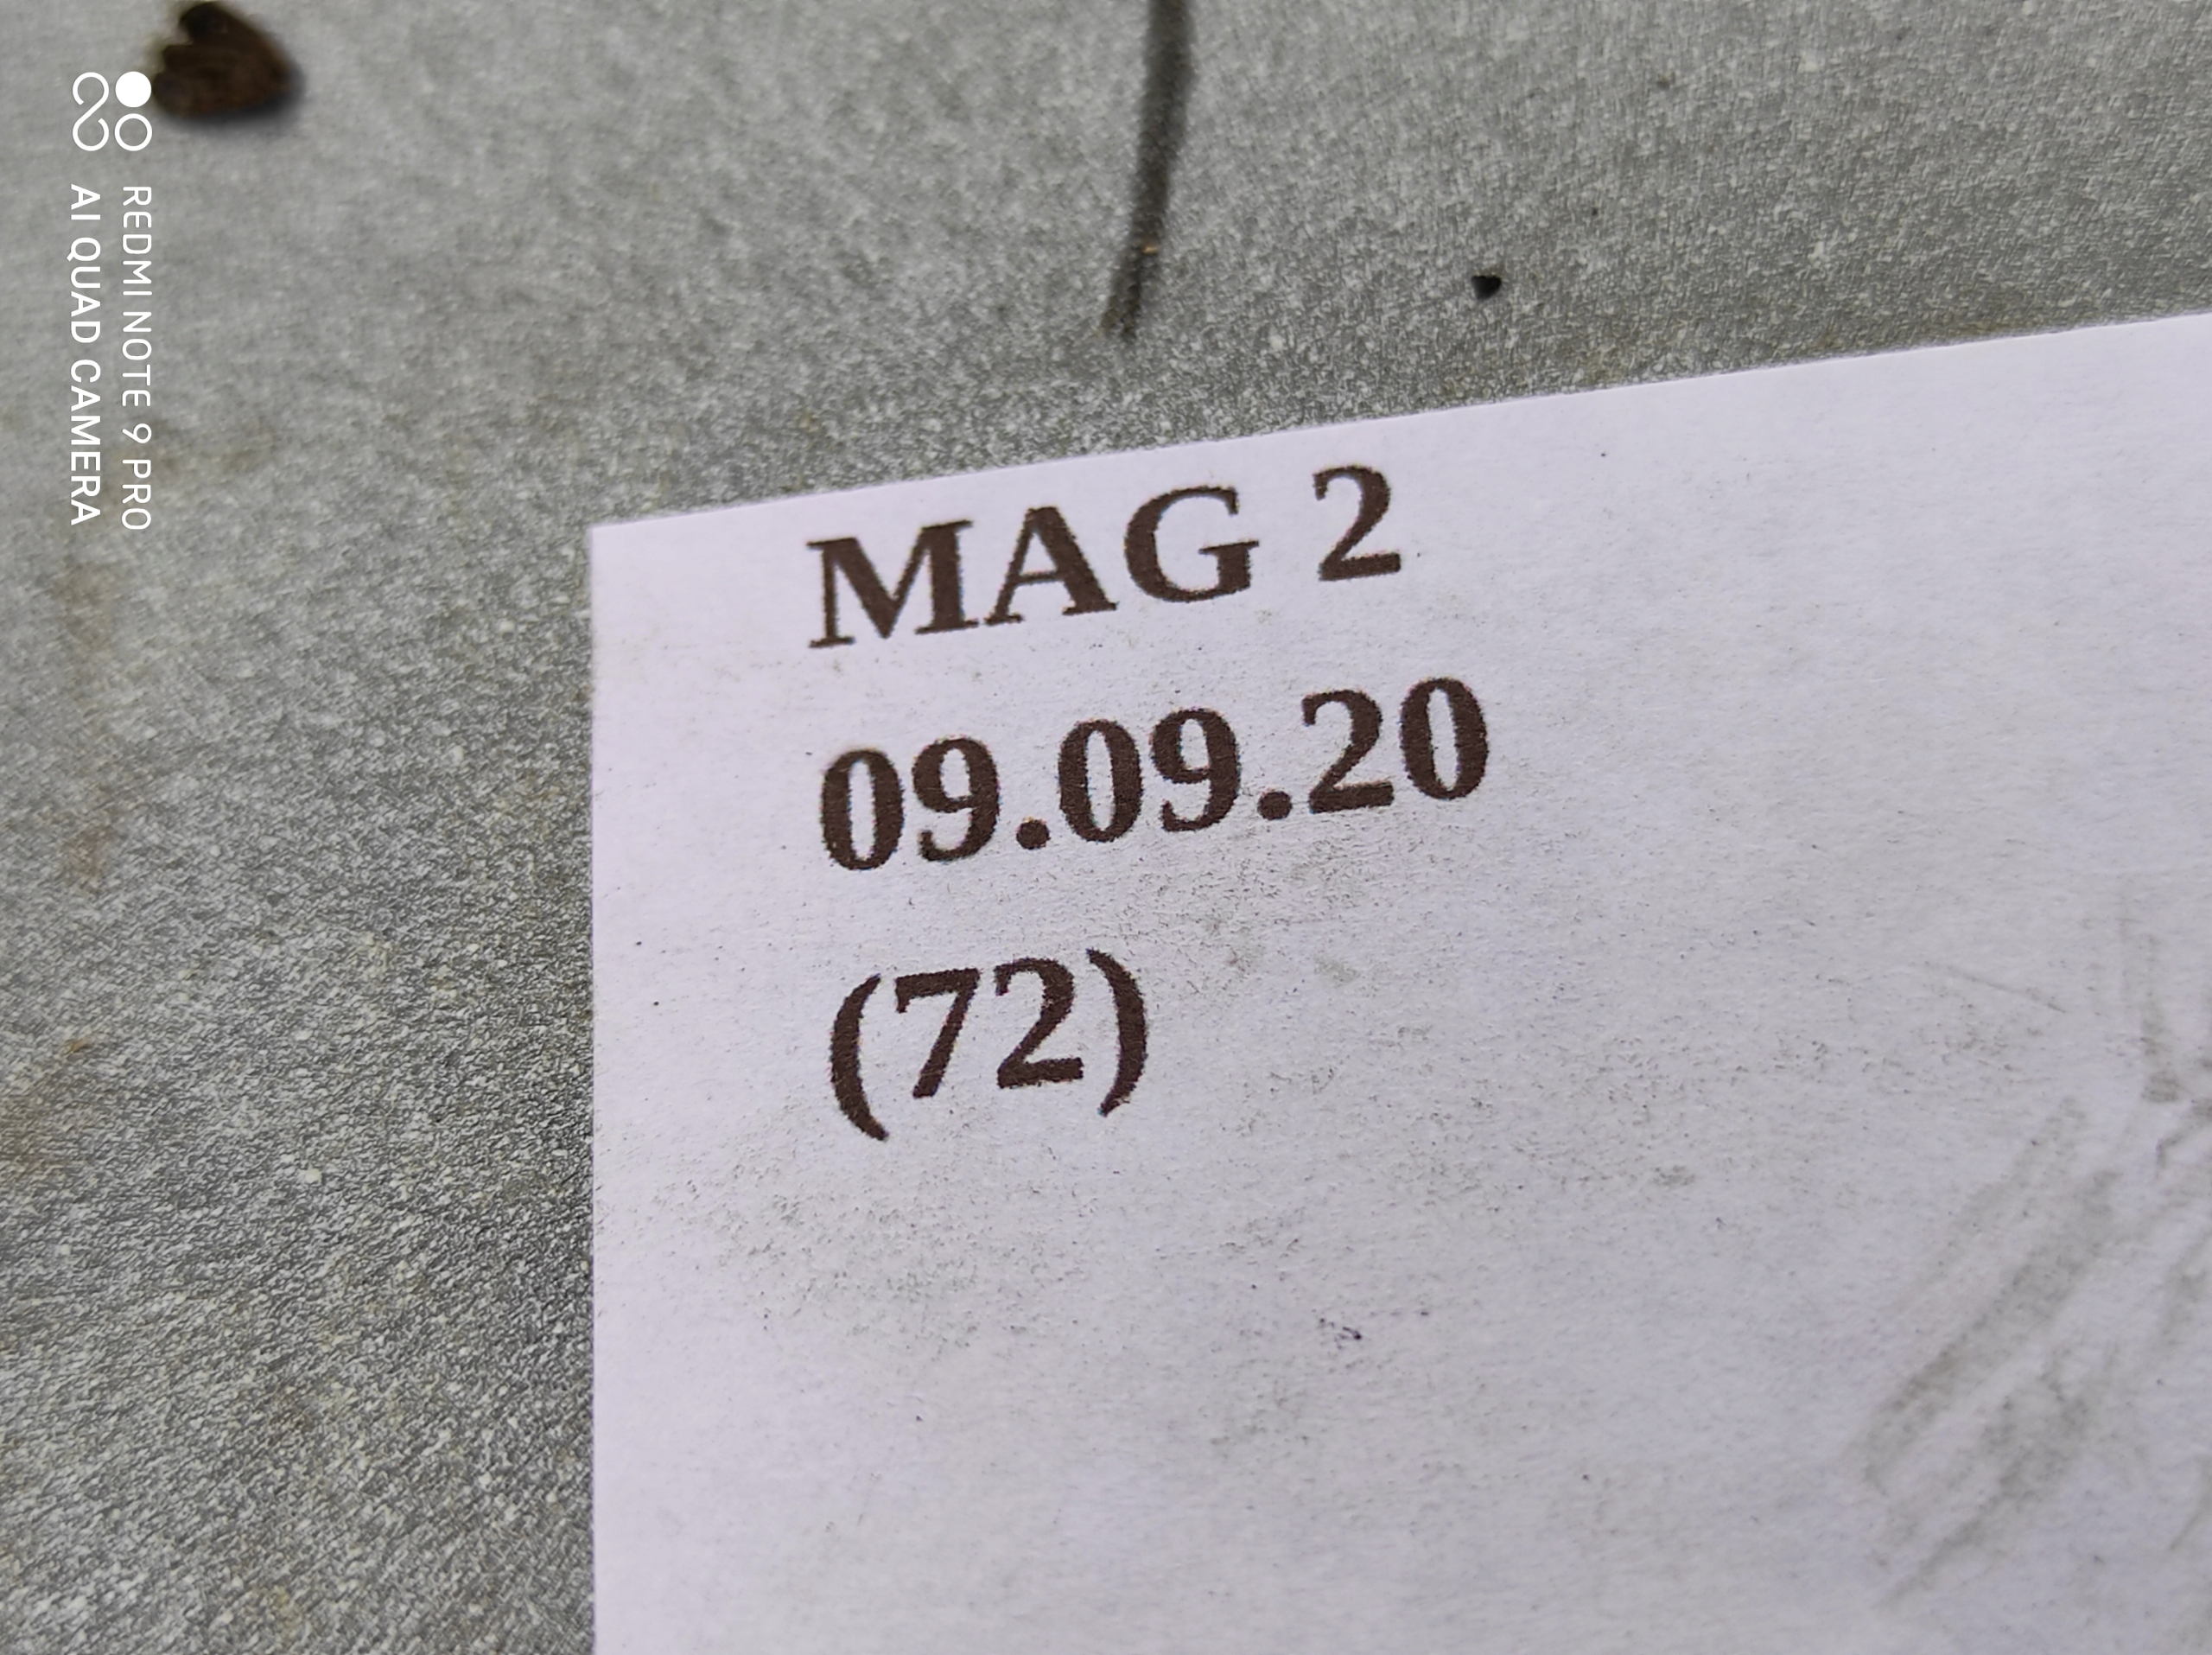 REDMI NOTE 9 PRO
AI QUAD CAMERA
MAG 2
09.09.20
(72)